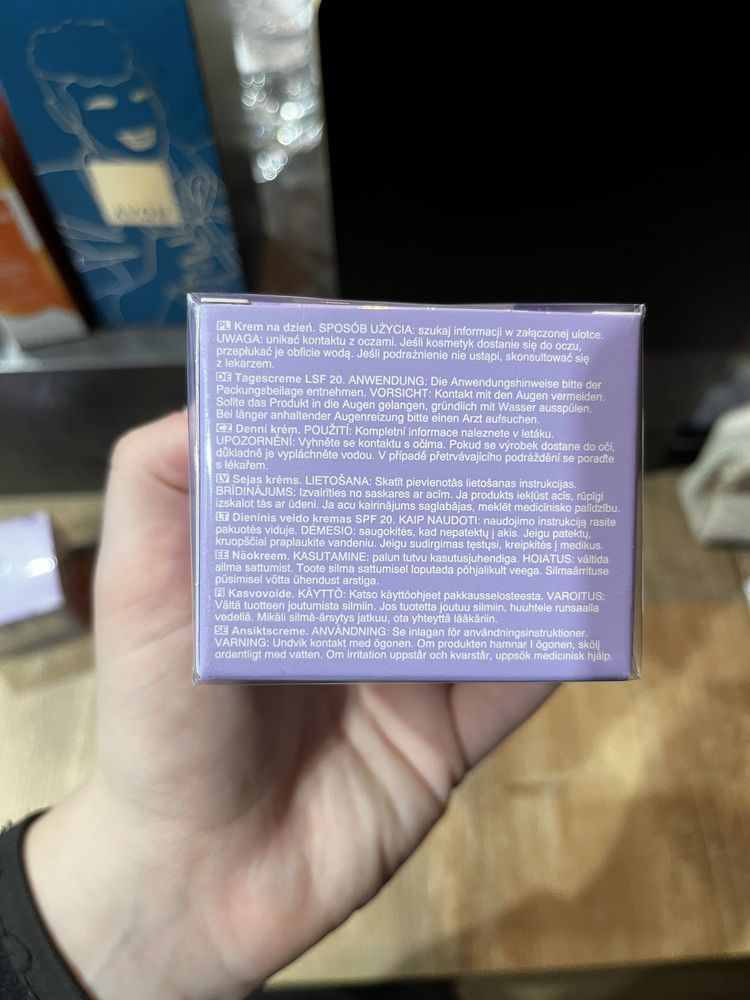 AVON
PL Krem na dzień. SPOSÓB UŻYCIA: szukaj informacji w załączonej ulotce.
UWAGA: unikać kontaktu z oczami. Jeśli kosmetyk dostanie się do oczu,
przepłukać je obficie wodą. Jeśli podrażnienie nie ustąpi, skonsultować się
z lekarzem.
DE Tagescreme LSF 20. ANWENDUNG: Die Anwendungshinweise bitte der
Packungsbeilage entnehmen. VORSICHT: Kontakt mit den Augen vermeiden.
Sollte das Produkt in die Augen gelangen, gründlich mit Wasser ausspülen.
Bei länger anhaltender Augenreizung bitte einen Arzt aufsuchen.
CZ Denní krém. POUŽITÍ: Kompletní informace naleznete v letáku.
UPOZORNĚNÍ: Vyhněte se kontaktu s očima. Pokud se výrobek dostane do očí,
důkladně je vypláchněte vodou. V případě přetrvávajícího podráždění se poraďte
s lékařem.
LV Sejas krēms. LIETOŠANA: Skatīt pievienotās lietošanas instrukcijas.
BRĪDINĀJUMS: Izvairīties no saskares ar acīm. Ja produkts iekļūst acīs, rūpīgi
izskalot tās ar ūdeni. Ja acu kairinājums saglabājas, meklēt medicīnisko palīdzību.
LT Dieninis veido kremas SPF 20. KAIP NAUDOTI: naudojimo instrukciją rasite
pakuotės viduje. DĖMESIO: saugokitės, kad nepatektų į akis. Jeigu patektų,
kruopščiai praplaukite vandeniu. Jeigu sudirgimas tęstųsi, kreipkitės į medikus.
EE Näokreem. KASUTAMINE: palun tutvu kasutusjuhendiga. HOIATUS: vältida
silma sattumist. Toote silma sattumisel loputada põhjalikult veega. Silmaärrituse
püsimisel võtta ühendust arstiga.
FI Kasvovoide. KÄYTTÖ: Katso käyttöohjeet pakkausselosteesta. VAROITUS:
Vältä tuotteen joutumista silmiin. Jos tuotetta joutuu silmiin, huuhtele runsaalla
vedellä. Mikäli silmä-ärsytys jatkuu, ota yhteyttä lääkäriin.
SE Ansiktscreme. ANVÄNDNING: Se inlagan för användningsinstruktioner.
VARNING: Undvik kontakt med ögonen. Om produkten hamnar I ögonen, skölj
ordentligt med vatten. Om irritation uppstår och kvarstår, uppsök medicinsk hjälp.